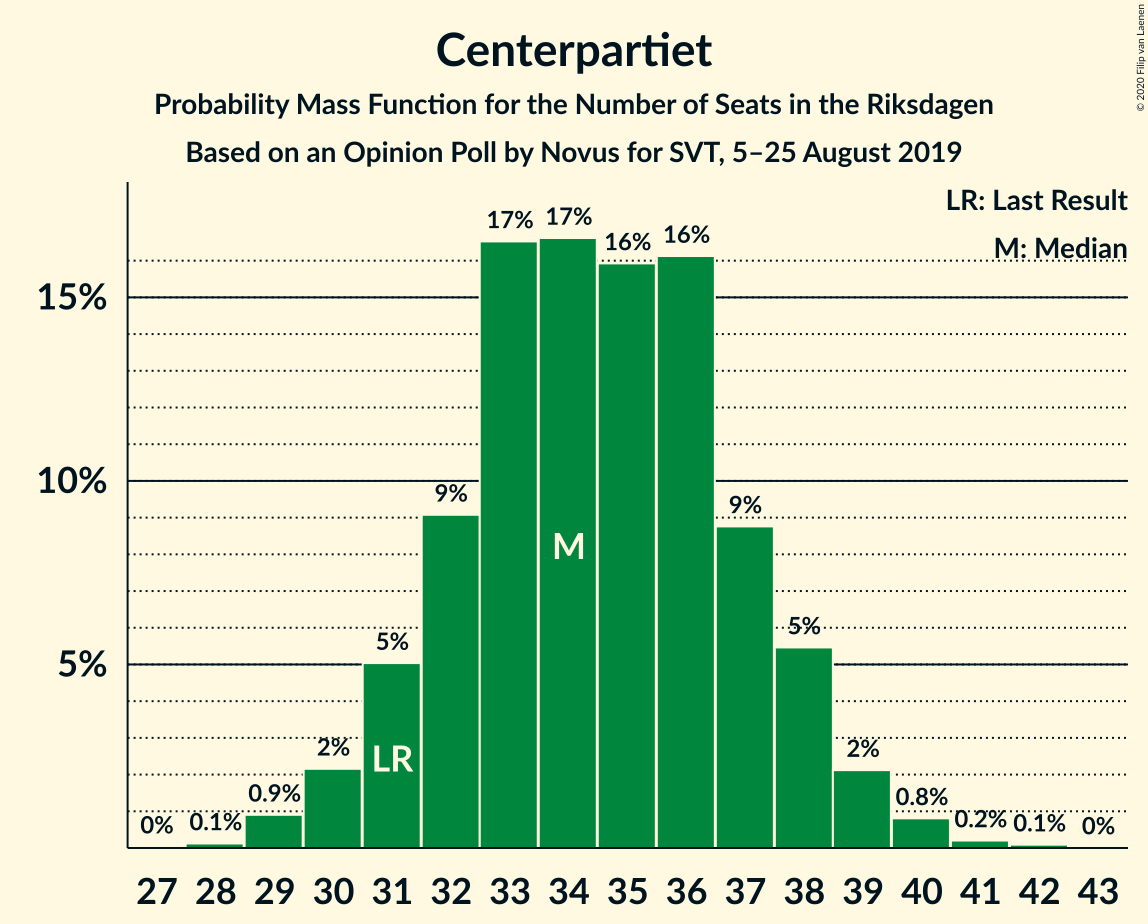 Centerpartiet
Probability Mass Function for the Number of Seats in the Riksdagen
Based on an Opinion Poll by Novus for SVT, 5–25 August 2019
© 2020 Filip van Laenen
LR: Last Result
M: Median
15%
10%
5%
0%
0.1%
0.9%
2%
5%
9%
17%
17%
16%
16%
9%
5%
2%
0.8%
0.2%
0.1%
0%
LR
M
27 28 29 30 31 32 33 34 35 36 37 38 39 40 41 42 43